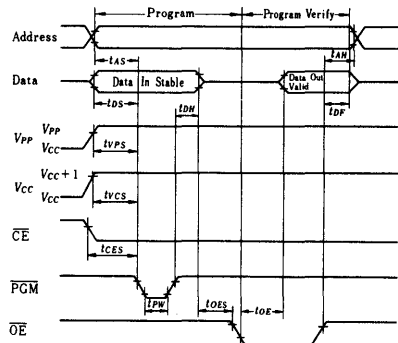 Program Program Verify
Address
tAS tAH
Data Data In Stable Data Out Valid
tDS tDH tDF
VPP VPP
VCC tVPS
VCC VCC+1
VCC tVCS
CE
tCES
PGM
tPW tOES tOE
OE